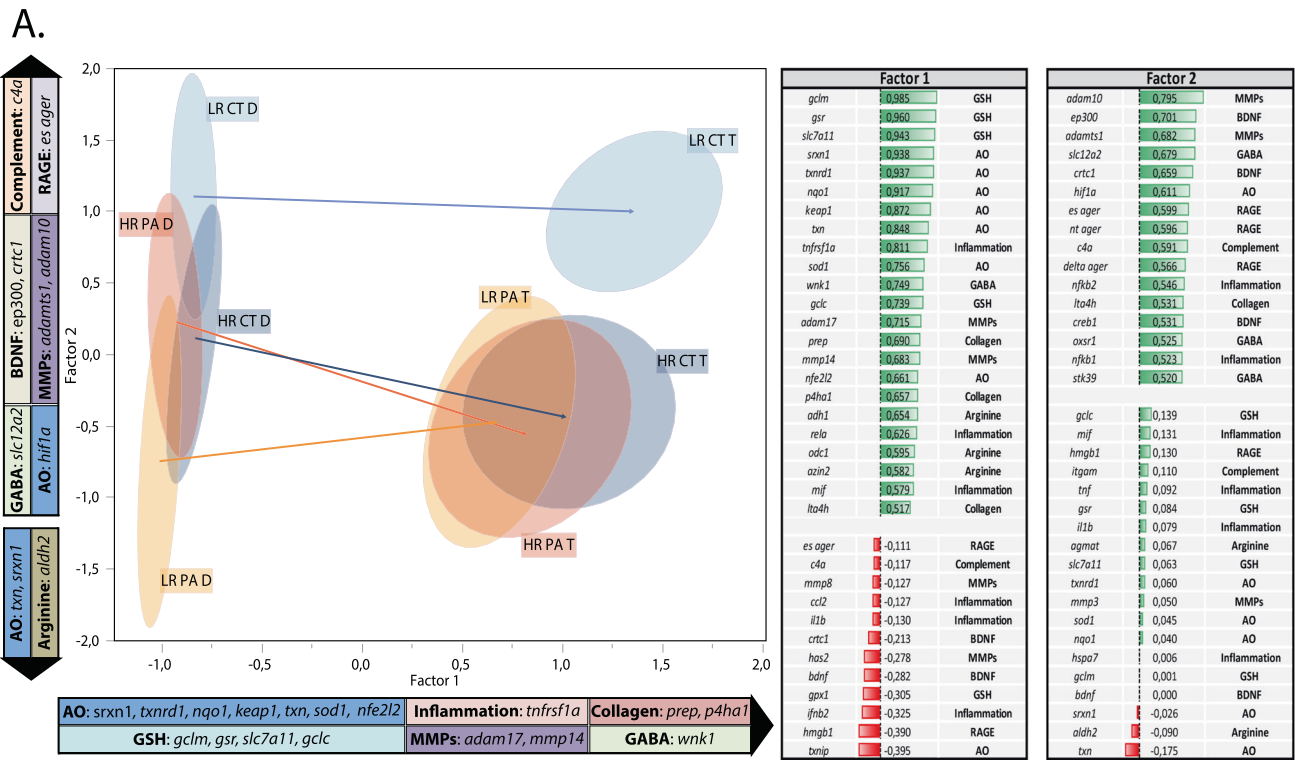 A.
Complement: c4a
RAGE: es ager
BDNF: ep300, crtc1
MMPs: adamts1, adam10
GABA: slc12a2
AO: hif1a
AO: txn, srxn1
Arginine: aldh2
Factor 2
2,0
1,5
1,0
0,5
0,0
-0,5
-1,0
-1,5
-2,0
LR CT D
LR CT T
HR PA D
LR PA T
HR CT D
HR CT T
HR PA T
LR PA D
-1,0 -0,5 0,0 0,5 1,0 1,5 2,0
Factor 1
AO: srxn1, txnrd1, nqo1, keap1, txn, sod1, nfe2l2
Inflammation: tnfrsf1a
Collagen: prep, p4ha1
GSH: gclm, gsr, slc7a11, gclc
MMPs: adam17, mmp14
GABA: wnk1
Factor 1
gclm 0,985 GSH
gsr 0,960 GSH
slc7a11 0,943 GSH
srxn1 0,938 AO
txnrd1 0,937 AO
nqo1 0,917 AO
keap1 0,872 AO
txn 0,848 AO
tnfrsf1a 0,811 Inflammation
sod1 0,756 AO
wnk1 0,749 GABA
gclc 0,739 GSH
adam17 0,715 MMPs
prep 0,690 Collagen
mmp14 0,683 MMPs
nfe2l2 0,661 AO
p4ha1 0,657 Collagen
adh1 0,654 Arginine
rela 0,626 Inflammation
odc1 0,595 Arginine
azin2 0,582 Arginine
mif 0,579 Inflammation
lta4h 0,517 Collagen
es ager -0,111 RAGE
c4a -0,117 Complement
mmp8 -0,127 MMPs
ccl2 -0,127 Inflammation
il1b -0,130 Inflammation
crtc1 -0,213 BDNF
has2 -0,278 MMPs
bdnf -0,282 BDNF
gpx1 -0,305 GSH
ifnb2 -0,325 Inflammation
hmgb1 -0,390 RAGE
txnip -0,395 AO
Factor 2
adam10 0,795 MMPs
ep300 0,701 BDNF
adamts1 0,682 MMPs
slc12a2 0,679 GABA
crtc1 0,659 BDNF
hif1a 0,611 AO
es ager 0,599 RAGE
nt ager 0,596 RAGE
c4a 0,591 Complement
delta ager 0,566 RAGE
nfkb2 0,546 Inflammation
lta4h 0,531 Collagen
creb1 0,531 BDNF
oxsr1 0,525 GABA
nfkb1 0,523 Inflammation
stk39 0,520 GABA
gclc 0,139 GSH
mif 0,131 Inflammation
hmgb1 0,130 RAGE
itgam 0,110 Complement
tnf 0,092 Inflammation
gsr 0,084 GSH
il1b 0,079 Inflammation
agmat 0,067 Arginine
slc7a11 0,063 GSH
txnrd1 0,060 AO
mmp3 0,050 MMPs
sod1 0,045 AO
nqo1 0,040 AO
hspa7 0,006 Inflammation
gclm 0,001 GSH
bdnf 0,000 BDNF
srxn1 -0,026 AO
aldh2 -0,090 Arginine
txn -0,175 AO